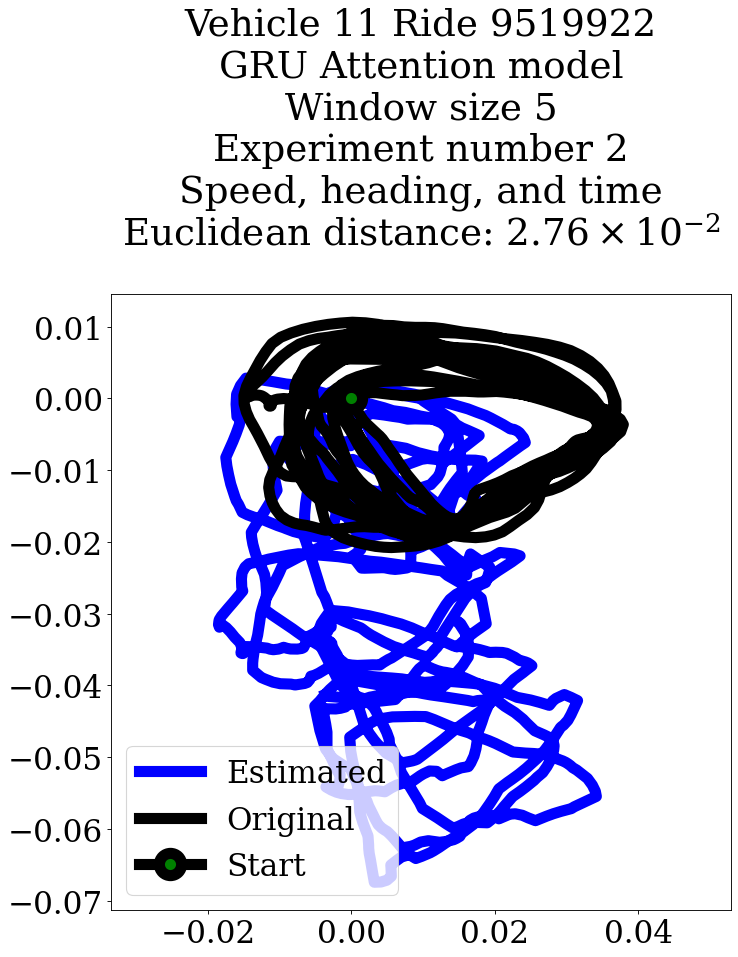 Vehicle 11 Ride 9519922
GRU Attention model
Window size 5
Experiment number 2
Speed, heading, and time
Euclidean distance: 2.76 × 10⁻²
0.01
0.00
−0.01
−0.02
−0.03
−0.04
−0.05
−0.06
−0.07
Estimated
Original
Start
−0.02 0.00 0.02 0.04